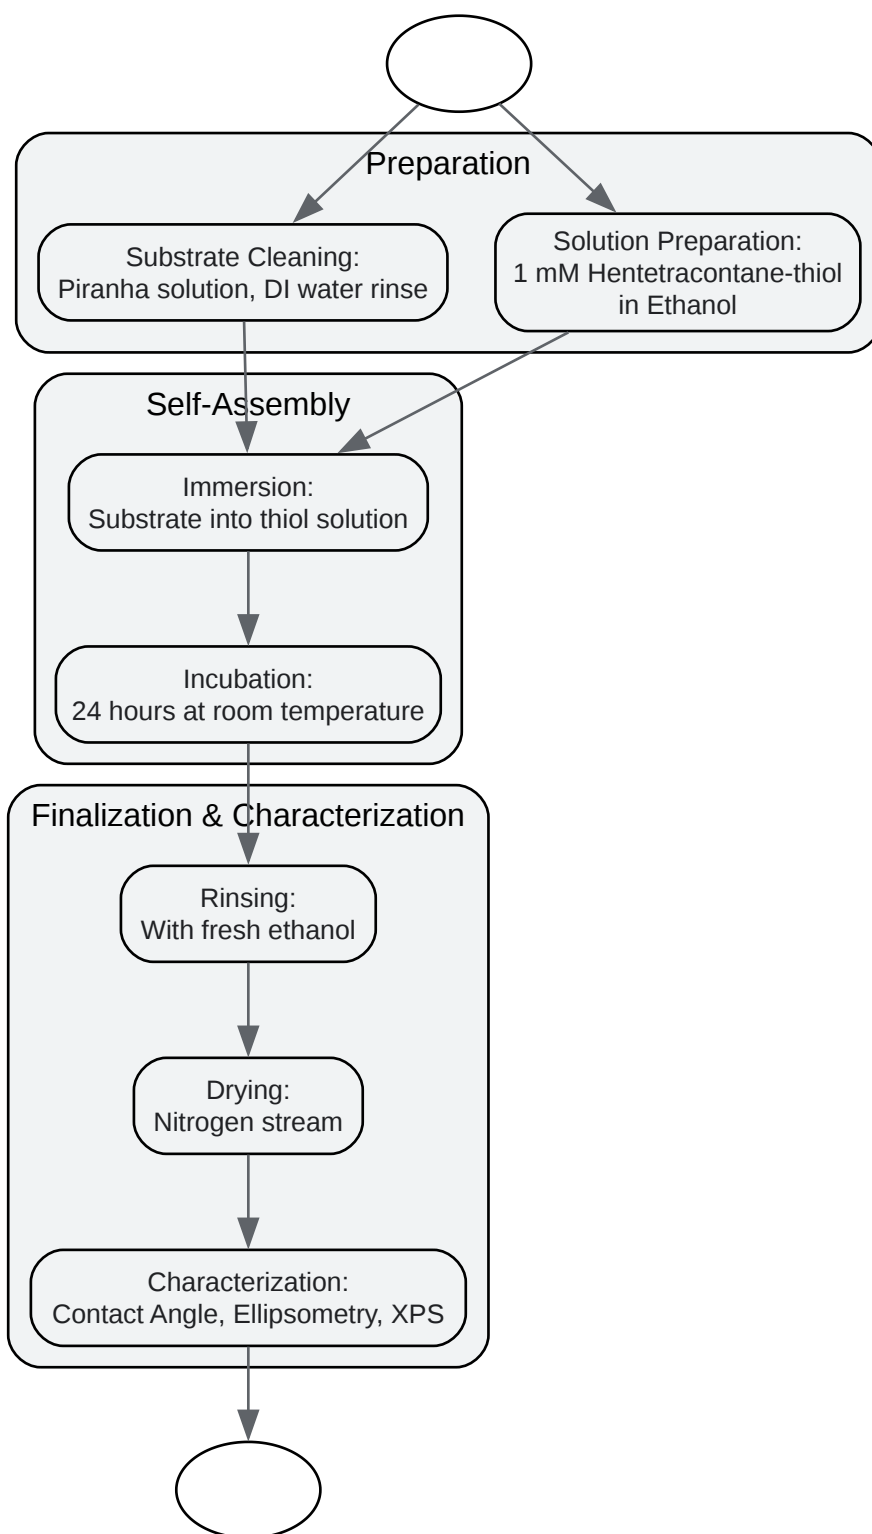 Preparation
Substrate Cleaning:
Piranha solution, DI water rinse
Solution Preparation:
1 mM Hentetracontane-thiol
in Ethanol
Self-Assembly
Immersion:
Substrate into thiol solution
Incubation:
24 hours at room temperature
Finalization & Characterization
Rinsing:
With fresh ethanol
Drying:
Nitrogen stream
Characterization:
Contact Angle, Ellipsometry, XPS